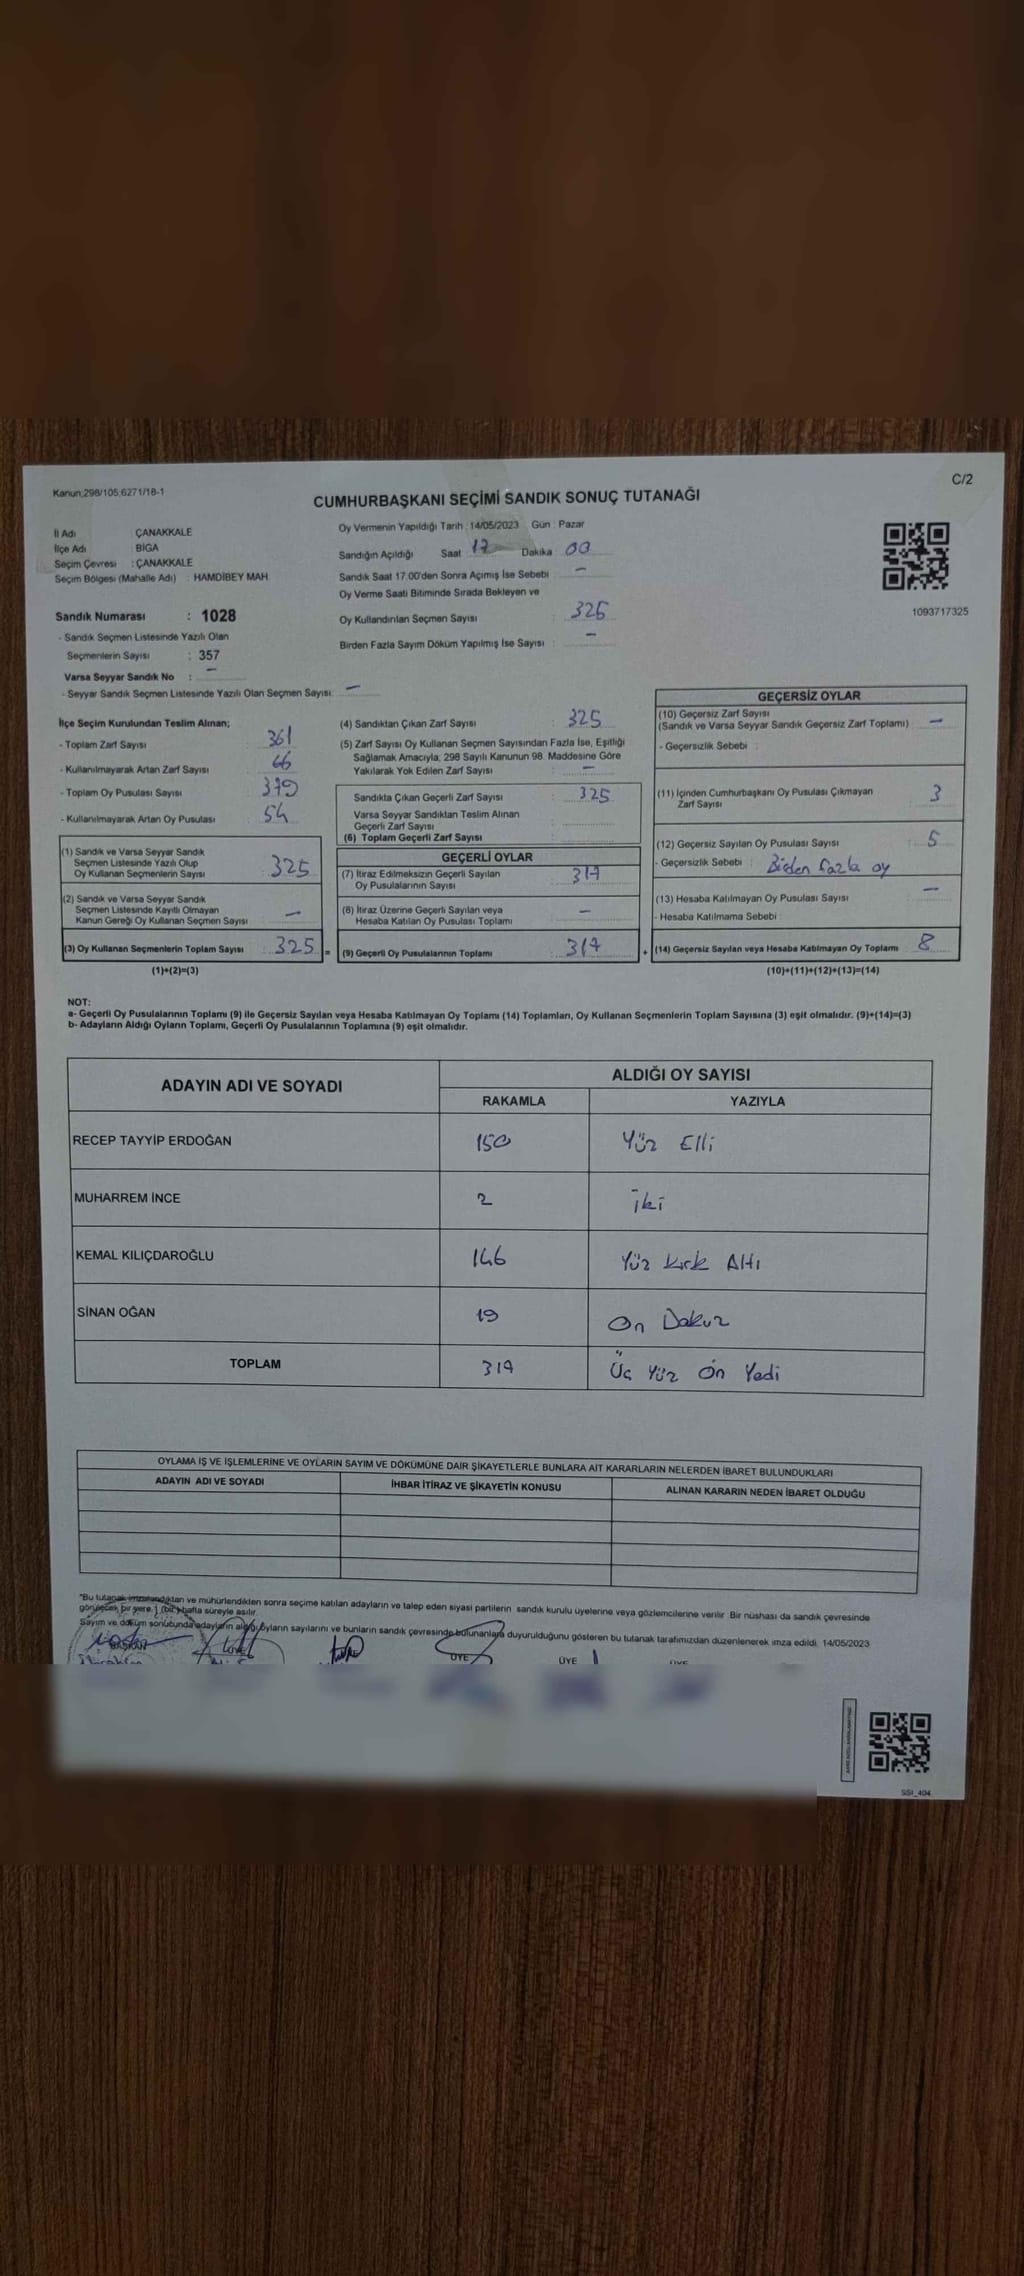 Kanun;298/105;6271/18-1
C/2
CUMHURBAŞKANI SEÇİMİ SANDIK SONUÇ TUTANAĞI
İl Adı ÇANAKKALE
İlçe Adı BİGA
Seçim Çevresi : ÇANAKKALE
Seçim Bölgesi (Mahalle Adı) : HAMDİBEY MAH
Sandık Numarası : 1028
- Sandık Seçmen Listesinde Yazılı Olan
Seçmenlerin Sayısı : 357
Varsa Seyyar Sandık No : -
- Seyyar Sandık Seçmen Listesinde Yazılı Olan Seçmen Sayısı: -
Oy Vermenin Yapıldığı Tarih : 14/05/2023 Gün : Pazar
Sandığın Açıldığı Saat 17 Dakika : 00
Sandık Saat 17.00'den Sonra Açımış İse Sebebi : -
Oy Verme Saati Bitiminde Sırada Bekleyen ve
Oy Kullandırılan Seçmen Sayısı : 325
Birden Fazla Sayım Döküm Yapılmış İse Sayısı : -
1093717325
İlçe Seçim Kurulundan Teslim Alınan;
- Toplam Zarf Sayısı : 361
- Kullanılmayarak Artan Zarf Sayısı : 66
- Toplam Oy Pusulası Sayısı : 379
- Kullanılmayarak Artan Oy Pusulası : 54
(1) Sandık ve Varsa Seyyar Sandık
Seçmen Listesinde Yazılı Olup
Oy Kullanan Seçmenlerin Sayısı : 325
(2) Sandık ve Varsa Seyyar Sandık
Seçmen Listesinde Kayıtlı Olmayan
Kanun Gereği Oy Kullanan Seçmen Sayısı -
(3) Oy Kullanan Seçmenlerin Toplam Sayısı : 325 =
(1)+(2)=(3)
(4) Sandıktan Çıkan Zarf Sayısı : 325
(5) Zarf Sayısı Oy Kullanan Seçmen Sayısından Fazla İse, Eşitliği
Sağlamak Amacıyla, 298 Sayılı Kanunun 98. Maddesine Göre
Yakılarak Yok Edilen Zarf Sayısı : -
Sandıkta Çıkan Geçerli Zarf Sayısı : 325
Varsa Seyyar Sandıktan Teslim Alınan
Geçerli Zarf Sayısı
(6) Toplam Geçerli Zarf Sayısı :
GEÇERLİ OYLAR
(7) İtiraz Edilmeksizin Geçerli Sayılan
Oy Pusulalarının Sayısı : 317
(8) İtiraz Üzerine Geçerli Sayılan veya
Hesaba Katılan Oy Pusulası Toplamı : -
(9) Geçerli Oy Pusulalarının Toplamı : 317 +
GEÇERSİZ OYLAR
(10) Geçersiz Zarf Sayısı
(Sandık ve Varsa Seyyar Sandık Geçersiz Zarf Toplamı) : -
- Geçersizlik Sebebi :
(11) İçinden Cumhurbaşkanı Oy Pusulası Çıkmayan
Zarf Sayısı : 3
(12) Geçersiz Sayılan Oy Pusulası Sayısı : 5
- Geçersizlik Sebebi : Birden fazla oy
(13) Hesaba Katılmayan Oy Pusulası Sayısı : -
- Hesaba Katılmama Sebebi :
(14) Geçersiz Sayılan veya Hesaba Katılmayan Oy Toplamı : 8
(10)+(11)+(12)+(13)=(14)
NOT:
a- Geçerli Oy Pusulalarının Toplamı (9) ile Geçersiz Sayılan veya Hesaba Katılmayan Oy Toplamı (14) Toplamları, Oy Kullanan Seçmenlerin Toplam Sayısına (3) eşit olmalıdır. (9)+(14)=(3)
b- Adayların Aldığı Oyların Toplamı, Geçerli Oy Pusulalarının Toplamına (9) eşit olmalıdır.
ADAYIN ADI VE SOYADI ALDIĞI OY SAYISI
RAKAMLA YAZIYLA
RECEP TAYYİP ERDOĞAN 150 Yüz Elli
MUHARREM İNCE 2 İki
KEMAL KILIÇDAROĞLU 146 Yüz Kırk Altı
SİNAN OĞAN 19 On Dokuz
TOPLAM 317 Üç Yüz On Yedi
OYLAMA İŞ VE İŞLEMLERİNE VE OYLARIN SAYIM VE DÖKÜMÜNE DAİR ŞİKAYETLERLE BUNLARA AİT KARARLARIN NELERDEN İBARET BULUNDUKLARI
ADAYIN ADI VE SOYADI İHBAR İTİRAZ VE ŞİKAYETİN KONUSU ALINAN KARARIN NEDEN İBARET OLDUĞU
"Bu tutanak imzalandıktan ve mühürlendikten sonra seçime katılan adayların ve talep eden siyasi partilerin sandık kurulu üyelerine veya gözlemcilerine verilir. Bir nüshası da sandık çevresinde
görülecek bir yere 1 (bir) hafta süreyle asılır.
Sayım ve döküm sonucunda adayların aldığı oyların sayılarını ve bunların sandık çevresinde bulunanlara duyurulduğunu gösteren bu tutanak tarafımızdan düzenlenerek imza edildi. 14/05/2023
BAŞKAN ÜYE ÜYE ÜYE ÜYE
SSİ_404